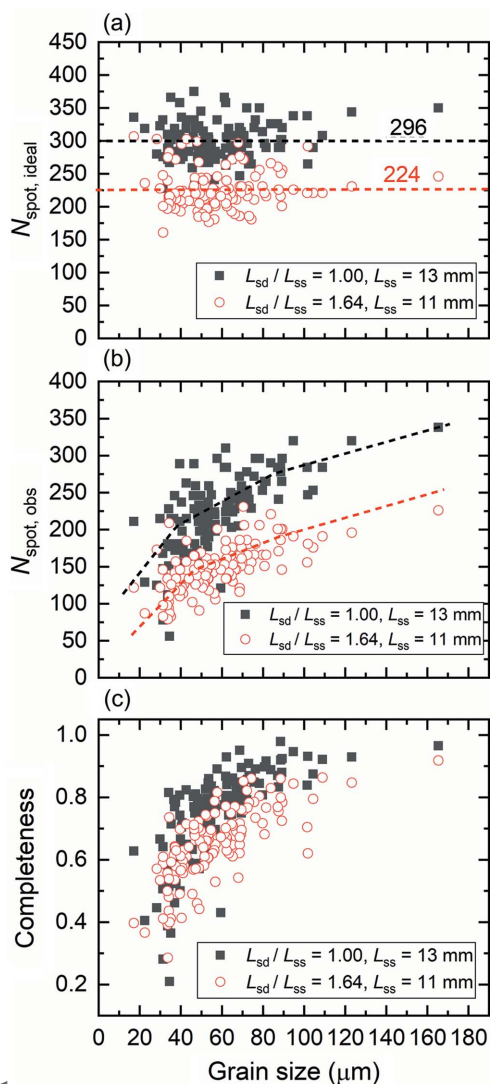 (a)
450
400
350
300
250
200
150
100
50
0
N_spot, ideal
296
224
L_sd / L_ss = 1.00, L_ss = 13 mm
L_sd / L_ss = 1.64, L_ss = 11 mm
(b)
400
350
300
250
200
150
100
50
0
N_spot, obs
L_sd / L_ss = 1.00, L_ss = 13 mm
L_sd / L_ss = 1.64, L_ss = 11 mm
(c)
1.0
0.8
0.6
0.4
0.2
Completeness
L_sd / L_ss = 1.00, L_ss = 13 mm
L_sd / L_ss = 1.64, L_ss = 11 mm
0 20 40 60 80 100 120 140 160 180
Grain size (μm)